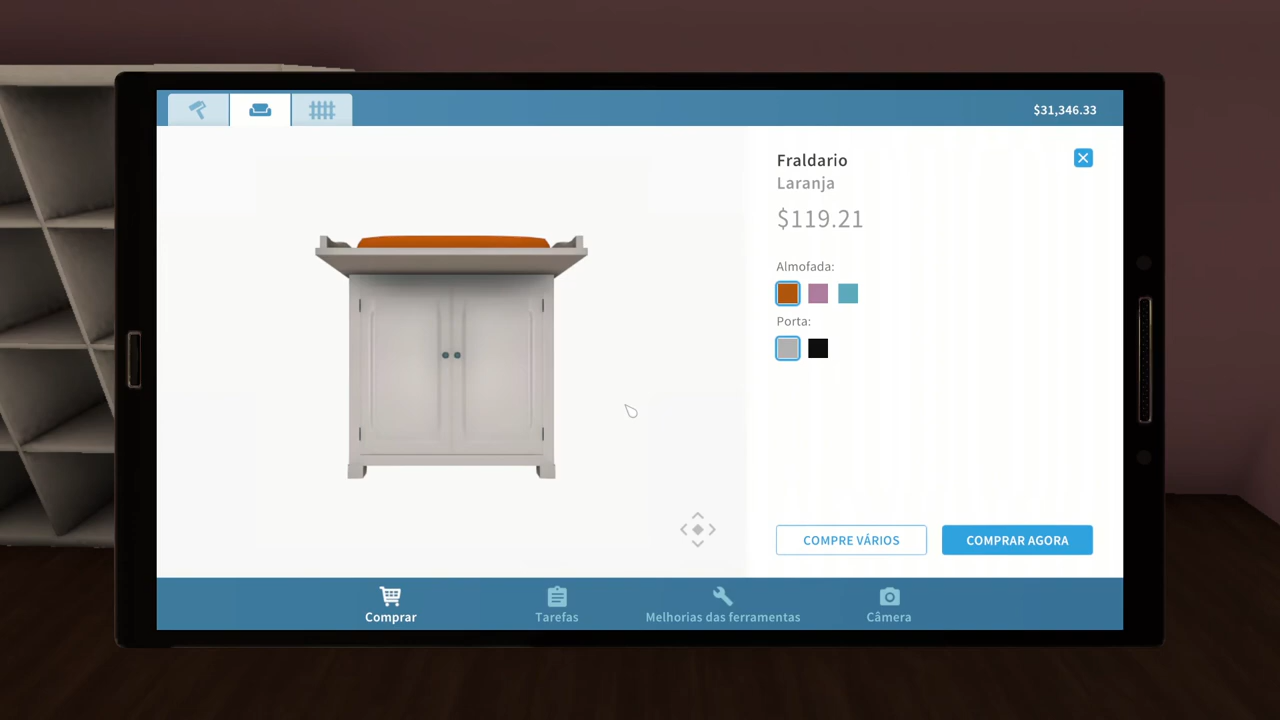 $31,346.33
Fraldario
Laranja
$119.21
Almofada:
Porta:
COMPRE VÁRIOS
COMPRAR AGORA
Comprar
Tarefas
Melhorias das ferramentas
Câmera